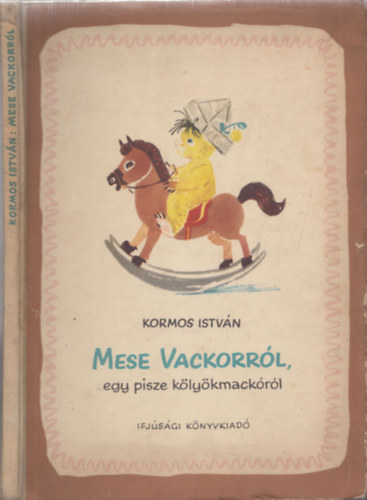 KORMOS ISTVÁN: MESE VACKORRÓL
KORMOS ISTVÁN
MESE VACKORRÓL,
egy pisze kölyökmackóról
IFJÚSÁGI KÖNYVKIADÓ